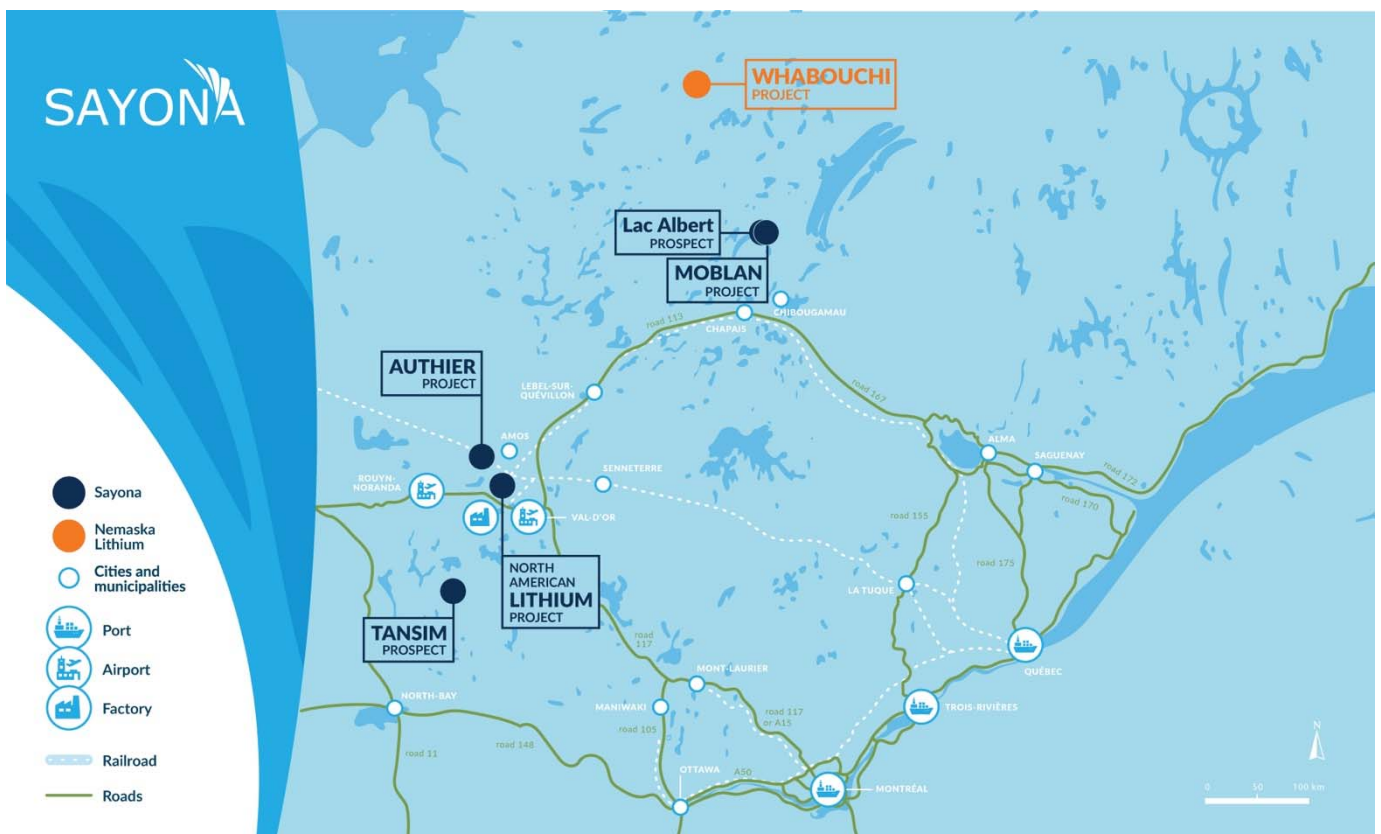 SAYONA
WHABOUCHI
PROJECT
Lac Albert
PROSPECT
MOBLAN
PROJECT
CHIBOUGAMAU
CHAPAIS
road 113
AUTHIER
PROJECT
LEBEL-SUR-
QUÉVILLON
road 167
AMOS
ALMA
SAGUENAY
SENNETERRE
ROUYN-
NORANDA
road 172
road 170
VAL-D'OR
road 155
road 175
NORTH
AMERICAN
LITHIUM
PROJECT
LA TUQUE
TANSIM
PROSPECT
road
117
QUÉBEC
MONT-LAURIER
NORTH-BAY
MANIWAKI
TROIS-RIVIÈRES
road 117
or A15
road 105
road 148
road 11
OTTAWA
A50
MONTRÉAL
N
0 50 100 km
Sayona
Nemaska
Lithium
Cities and
municipalities
Port
Airport
Factory
Railroad
Roads